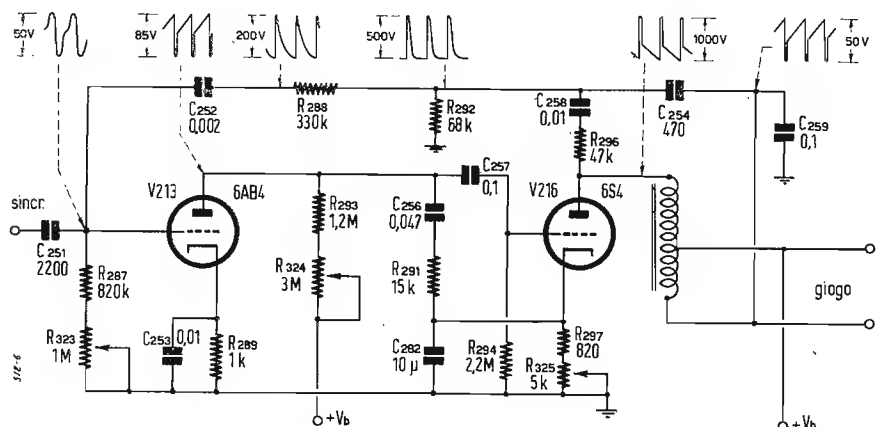 50V
85V
200V
500V
1000V
50V
C252
0,002
R288
330k
R292
68k
C258
0,01
R296
47k
C254
470
C259
0,1
sincr.
C251
2200
V213
6AB4
R293
1,2M
R324
3M
C257
0,1
C256
0,047
R291
15k
V216
6S4
R287
820k
R323
1M
C253
0,01
R289
1k
C282
10 µ
R294
2,2M
R297
820
R325
5k
giogo
+Vb
+Vb